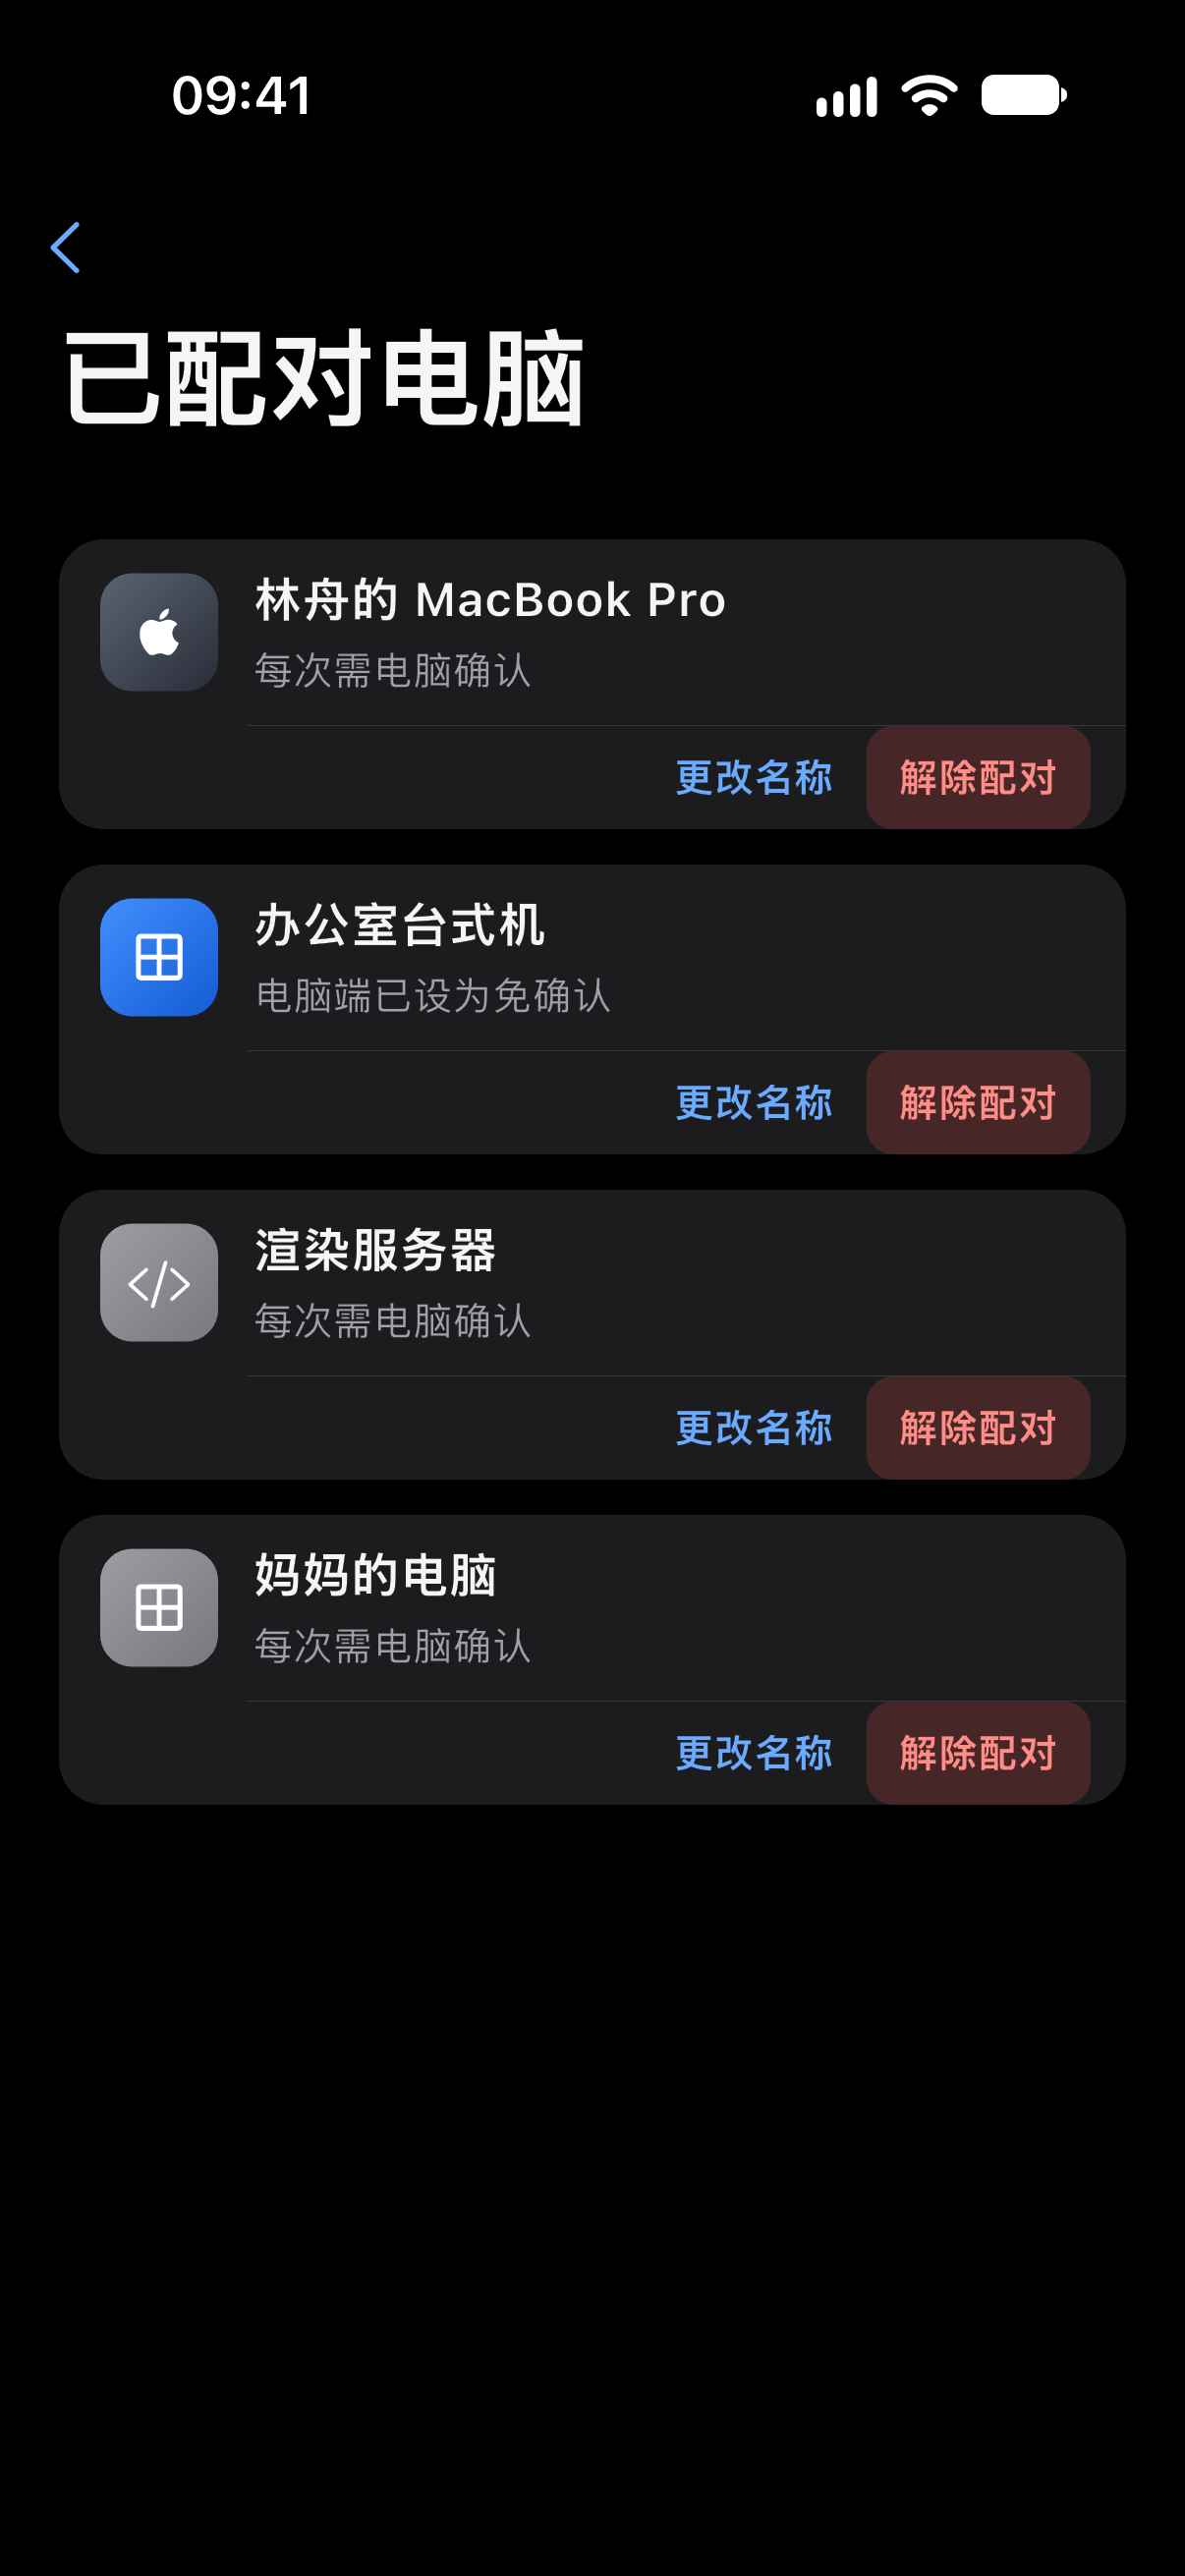 09:41
已配对电脑
林舟的 MacBook Pro
每次需电脑确认
更改名称 解除配对
办公室台式机
电脑端已设为免确认
更改名称 解除配对
渲染服务器
每次需电脑确认
更改名称 解除配对
妈妈的电脑
每次需电脑确认
更改名称 解除配对